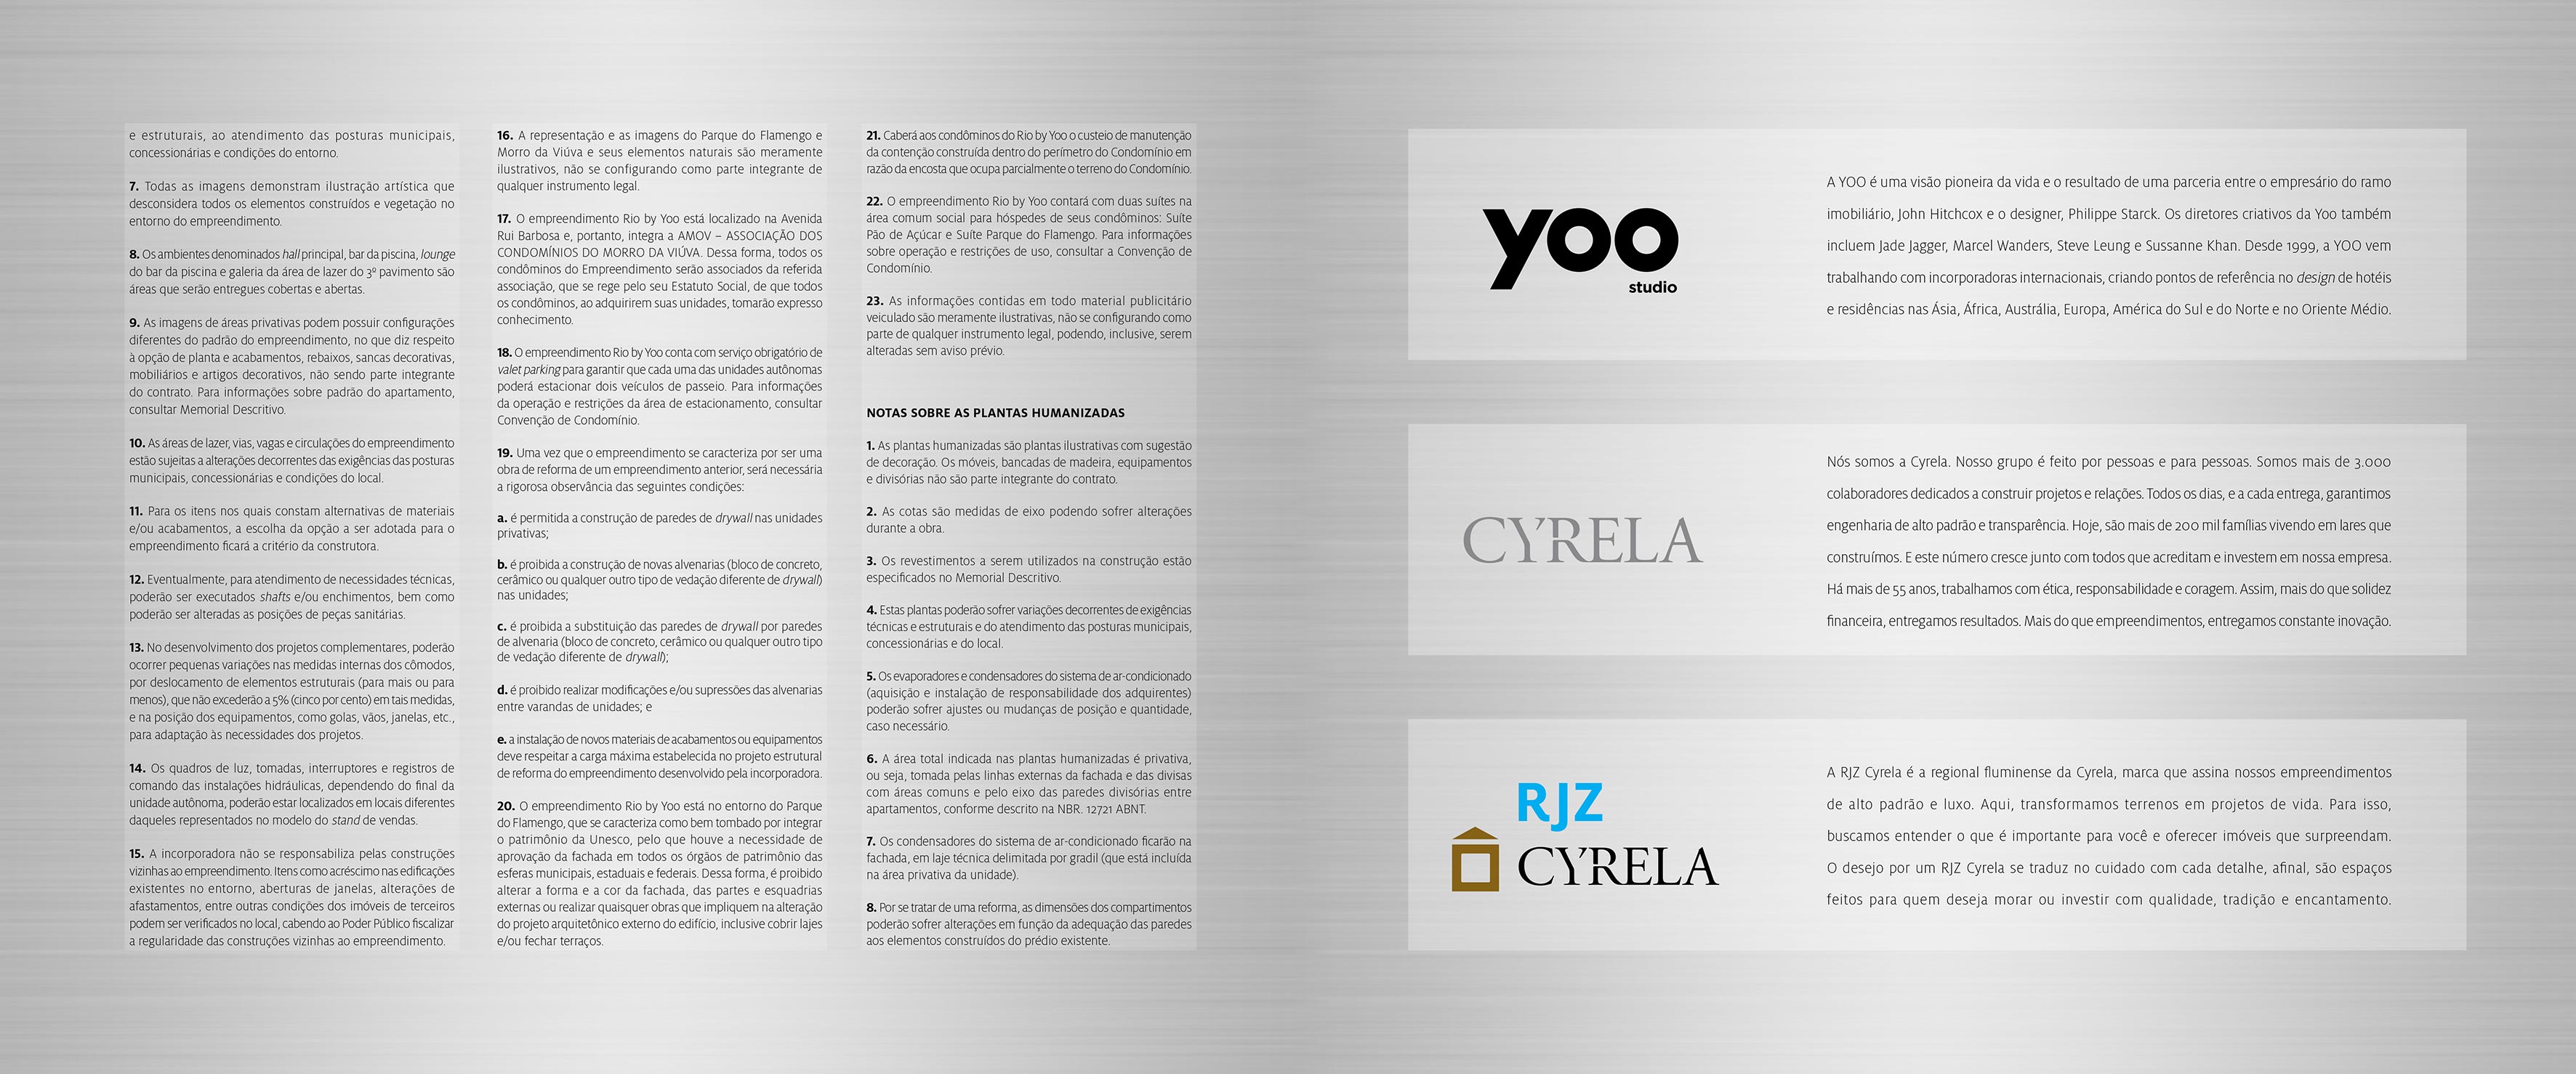 e estruturais, ao atendimento das posturas municipais,
concessionárias e condições do entorno.
7. Todas as imagens demonstram ilustração artística que
desconsidera todos os elementos construídos e vegetação no
entorno do empreendimento.
8. Os ambientes denominados hall principal, bar da piscina, lounge
do bar da piscina e galeria da área de lazer do 3º pavimento são
áreas que serão entregues cobertas e abertas.
9. As imagens de áreas privativas podem possuir configurações
diferentes do padrão do empreendimento, no que diz respeito
à opção de planta e acabamentos, rebaixos, sancas decorativas,
mobiliários e artigos decorativos, não sendo parte integrante
do contrato. Para informações sobre padrão do apartamento,
consultar Memorial Descritivo.
10. As áreas de lazer, vias, vagas e circulações do empreendimento
estão sujeitas a alterações decorrentes das exigências das posturas
municipais, concessionárias e condições do local.
11. Para os itens nos quais constam alternativas de materiais
e/ou acabamentos, a escolha da opção a ser adotada para o
empreendimento ficará a critério da construtora.
12. Eventualmente, para atendimento de necessidades técnicas,
poderão ser executados shafts e/ou enchimentos, bem como
poderão ser alteradas as posições de peças sanitárias.
13. No desenvolvimento dos projetos complementares, poderão
ocorrer pequenas variações nas medidas internas dos cômodos,
por deslocamento de elementos estruturais (para mais ou para
menos), que não excederão a 5% (cinco por cento) em tais medidas,
e na posição dos equipamentos, como golas, vãos, janelas, etc.,
para adaptação às necessidades dos projetos.
14. Os quadros de luz, tomadas, interruptores e registros de
comando das instalações hidráulicas, dependendo do final da
unidade autônoma, poderão estar localizados em locais diferentes
daqueles representados no modelo do stand de vendas.
15. A incorporadora não se responsabiliza pelas construções
vizinhas ao empreendimento. Itens como acréscimo nas edificações
existentes no entorno, aberturas de janelas, alterações de
afastamentos, entre outras condições dos imóveis de terceiros
podem ser verificados no local, cabendo ao Poder Público fiscalizar
a regularidade das construções vizinhas ao empreendimento.
16. A representação e as imagens do Parque do Flamengo e
Morro da Viúva e seus elementos naturais são meramente
ilustrativos, não se configurando como parte integrante de
qualquer instrumento legal.
17. O empreendimento Rio by Yoo está localizado na Avenida
Rui Barbosa e, portanto, integra a AMOV – ASSOCIAÇÃO DOS
CONDOMÍNIOS DO MORRO DA VIÚVA. Dessa forma, todos os
condôminos do Empreendimento serão associados da referida
associação, que se rege pelo seu Estatuto Social, de que todos
os condôminos, ao adquirirem suas unidades, tomarão expresso
conhecimento.
18. O empreendimento Rio by Yoo conta com serviço obrigatório de
valet parking para garantir que cada uma das unidades autônomas
poderá estacionar dois veículos de passeio. Para informações
da operação e restrições da área de estacionamento, consultar
Convenção de Condomínio.
19. Uma vez que o empreendimento se caracteriza por ser uma
obra de reforma de um empreendimento anterior, será necessária
a rigorosa observância das seguintes condições:
a. é permitida a construção de paredes de drywall nas unidades
privativas;
b. é proibida a construção de novas alvenarias (bloco de concreto,
cerâmico ou qualquer outro tipo de vedação diferente de drywall)
nas unidades;
c. é proibida a substituição das paredes de drywall por paredes
de alvenaria (bloco de concreto, cerâmico ou qualquer outro tipo
de vedação diferente de drywall);
d. é proibido realizar modificações e/ou supressões das alvenarias
entre varandas de unidades; e
e. a instalação de novos materiais de acabamentos ou equipamentos
deve respeitar a carga máxima estabelecida no projeto estrutural
de reforma do empreendimento desenvolvido pela incorporadora.
20. O empreendimento Rio by Yoo está no entorno do Parque
do Flamengo, que se caracteriza como bem tombado por integrar
o patrimônio da Unesco, pelo que houve a necessidade de
aprovação da fachada em todos os órgãos de patrimônio das
esferas municipais, estaduais e federais. Dessa forma, é proibido
alterar a forma e a cor da fachada, das partes e esquadrias
externas ou realizar quaisquer obras que impliquem na alteração
do projeto arquitetônico externo do edifício, inclusive cobrir lajes
e/ou fechar terraços.
21. Caberá aos condôminos do Rio by Yoo o custeio de manutenção
da contenção construída dentro do perímetro do Condomínio em
razão da encosta que ocupa parcialmente o terreno do Condomínio.
22. O empreendimento Rio by Yoo contará com duas suítes na
área comum social para hóspedes de seus condôminos: Suíte
Pão de Açúcar e Suíte Parque do Flamengo. Para informações
sobre operação e restrições de uso, consultar a Convenção de
Condomínio.
23. As informações contidas em todo material publicitário
veiculado são meramente ilustrativas, não se configurando como
parte de qualquer instrumento legal, podendo, inclusive, serem
alteradas sem aviso prévio.
NOTAS SOBRE AS PLANTAS HUMANIZADAS
1. As plantas humanizadas são plantas ilustrativas com sugestão
de decoração. Os móveis, bancadas de madeira, equipamentos
e divisórias não são parte integrante do contrato.
2. As cotas são medidas de eixo podendo sofrer alterações
durante a obra.
3. Os revestimentos a serem utilizados na construção estão
especificados no Memorial Descritivo.
4. Estas plantas poderão sofrer variações decorrentes de exigências
técnicas e estruturais e do atendimento das posturas municipais,
concessionárias e do local.
5. Os evaporadores e condensadores do sistema de ar-condicionado
(aquisição e instalação de responsabilidade dos adquirentes)
poderão sofrer ajustes ou mudanças de posição e quantidade,
caso necessário.
6. A área total indicada nas plantas humanizadas é privativa,
ou seja, tomada pelas linhas externas da fachada e das divisas
com áreas comuns e pelo eixo das paredes divisórias entre
apartamentos, conforme descrito na NBR. 12721 ABNT.
7. Os condensadores do sistema de ar-condicionado ficarão na
fachada, em laje técnica delimitada por gradil (que está incluída
na área privativa da unidade).
8. Por se tratar de uma reforma, as dimensões dos compartimentos
poderão sofrer alterações em função da adequação das paredes
aos elementos construídos do prédio existente.
yoo
studio
A YOO é uma visão pioneira da vida e o resultado de uma parceria entre o empresário do ramo
imobiliário, John Hitchcox e o designer, Philippe Starck. Os diretores criativos da Yoo também
incluem Jade Jagger, Marcel Wanders, Steve Leung e Sussanne Khan. Desde 1999, a YOO vem
trabalhando com incorporadoras internacionais, criando pontos de referência no design de hotéis
e residências nas Ásia, África, Austrália, Europa, América do Sul e do Norte e no Oriente Médio.
CYRELA
Nós somos a Cyrela. Nosso grupo é feito por pessoas e para pessoas. Somos mais de 3.000
colaboradores dedicados a construir projetos e relações. Todos os dias, e a cada entrega, garantimos
engenharia de alto padrão e transparência. Hoje, são mais de 200 mil famílias vivendo em lares que
construímos. E este número cresce junto com todos que acreditam e investem em nossa empresa.
Há mais de 55 anos, trabalhamos com ética, responsabilidade e coragem. Assim, mais do que solidez
financeira, entregamos resultados. Mais do que empreendimentos, entregamos constante inovação.
RJZ
CYRELA
A RJZ Cyrela é a regional fluminense da Cyrela, marca que assina nossos empreendimentos
de alto padrão e luxo. Aqui, transformamos terrenos em projetos de vida. Para isso,
buscamos entender o que é importante para você e oferecer imóveis que surpreendam.
O desejo por um RJZ Cyrela se traduz no cuidado com cada detalhe, afinal, são espaços
feitos para quem deseja morar ou investir com qualidade, tradição e encantamento.